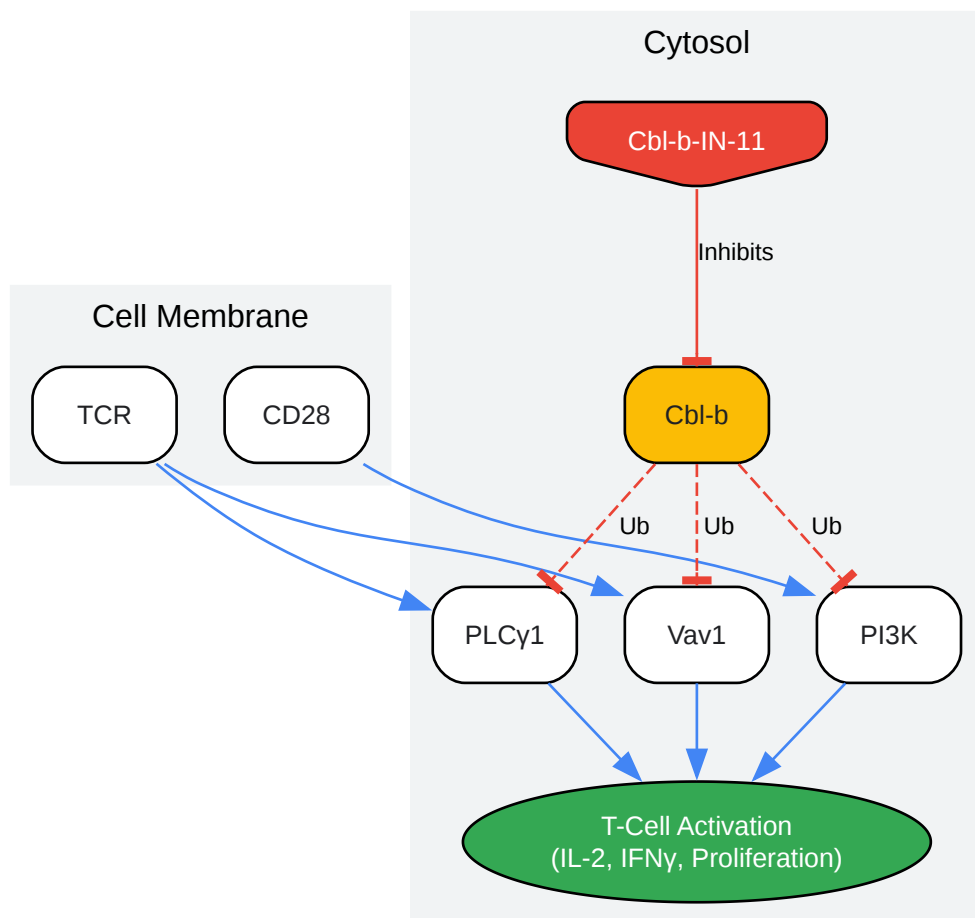 Cytosol
Cbl-b-IN-11
Inhibits
Cell Membrane
TCR
CD28
Cbl-b
Ub
Ub
Ub
PLCγ1
Vav1
PI3K
T-Cell Activation
(IL-2, IFNγ, Proliferation)